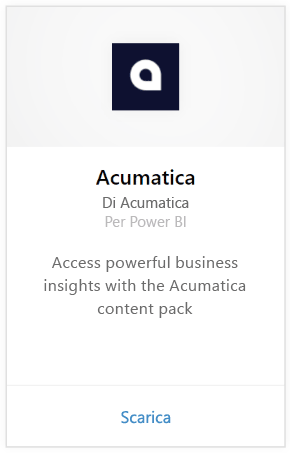 Acumatica
Di Acumatica
Per Power BI
Access powerful business
insights with the Acumatica
content pack
Scarica